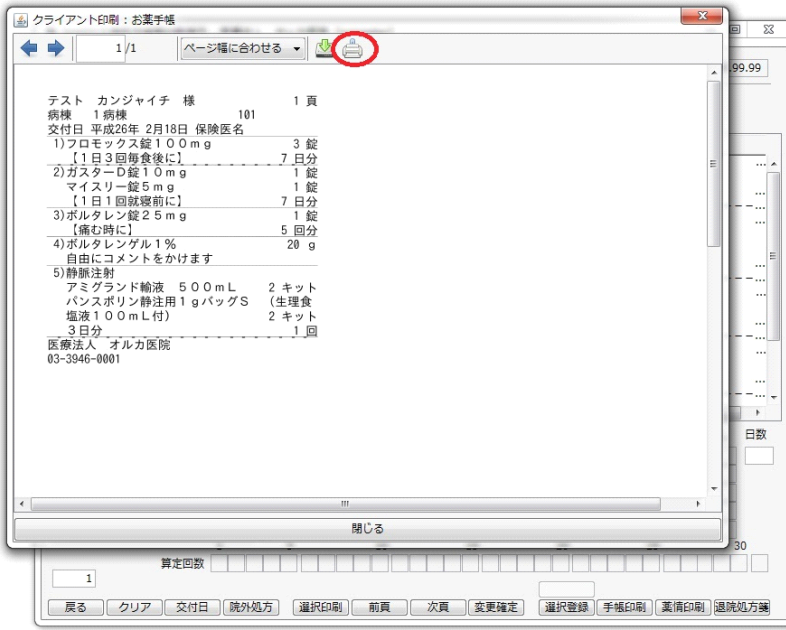 クライアント印刷：お薬手帳
1 /1 ページ幅に合わせる
.99.99
テスト　カンジャイチ　様 1 頁
病棟　１病棟 101
交付日 平成26年 2月18日 保険医名
1)フロモックス錠１００ｍｇ 3 錠
【１日３回毎食後に】 7 日分
2)ガスターＤ錠１０ｍｇ 1 錠
マイスリー錠５ｍｇ 1 錠
【１日１回就寝前に】 7 日分
3)ボルタレン錠２５ｍｇ 1 錠
【痛む時に】 5 回分
4)ボルタレンゲル１％ 20 g
自由にコメントをかけます
5)静脈注射
アミグランド輸液　５００ｍＬ 2 キット
パンスポリン静注用１ｇバッグＳ （生理食
塩液１００ｍＬ付） 2 キット
３日分 1 回
医療法人　オルカ医院
03-3946-0001
日数
閉じる
30
算定回数
1
戻る クリア 交付日 院外処方 選択印刷 前頁 次頁 変更確定 選択登録 手帳印刷 薬情印刷 退院処方箋